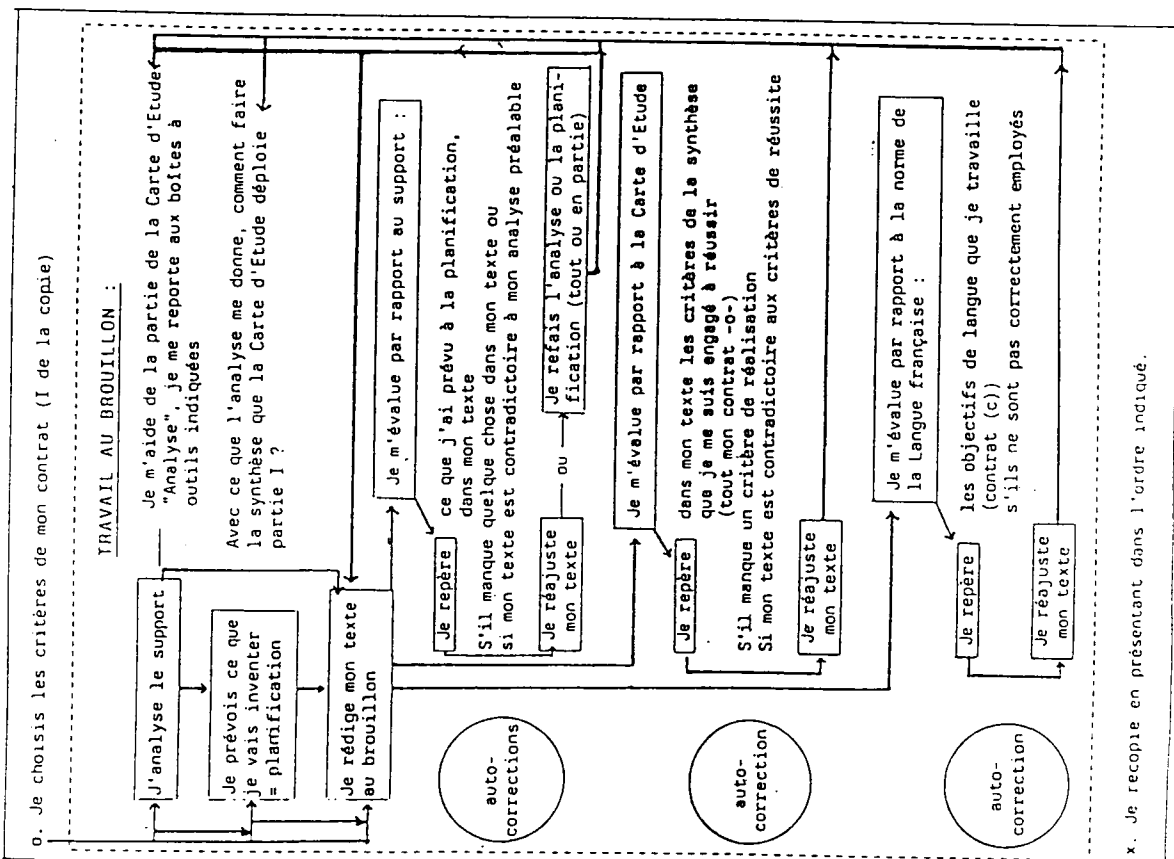 o. Je choisis les critères de mon contrat (I de la copie)
TRAVAIL AU BROUILLON :
J'analyse le support
Je m'aide de la partie de la Carte d'Etude
"Analyse", je me reporte aux boîtes à
outils indiquées
Je prévois ce que
je vais inventer
= planification
Avec ce que l'analyse me donne, comment faire
la synthèse que la Carte d'Etude déploie
partie I ?
Je rédige mon texte
au brouillon
Je m'évalue par rapport au support :
auto-
corrections
Je repère
ce que j'ai prévu à la planification,
dans mon texte
S'il manque quelque chose dans mon texte ou
si mon texte est contradictoire à mon analyse préalable
Je réajuste
mon texte
ou
Je refais l'analyse ou la plani-
fication (tout ou en partie)
Je m'évalue par rapport à la Carte d'Etude
auto-
correction
Je repère
dans mon texte les critères de la synthèse
que je me suis engagé à réussir
(tout mon contrat -o-)
S'il manque un critère de réalisation
Si mon texte est contradictoire aux critères de réussite
Je réajuste
mon texte
Je m'évalue par rapport à la norme de
la Langue française :
auto-
correction
Je repère
les objectifs de langue que je travaille
(contrat (c))
s'ils ne sont pas correctement employés
Je réajuste
mon texte
x. Je recopie en présentant dans l'ordre indiqué.